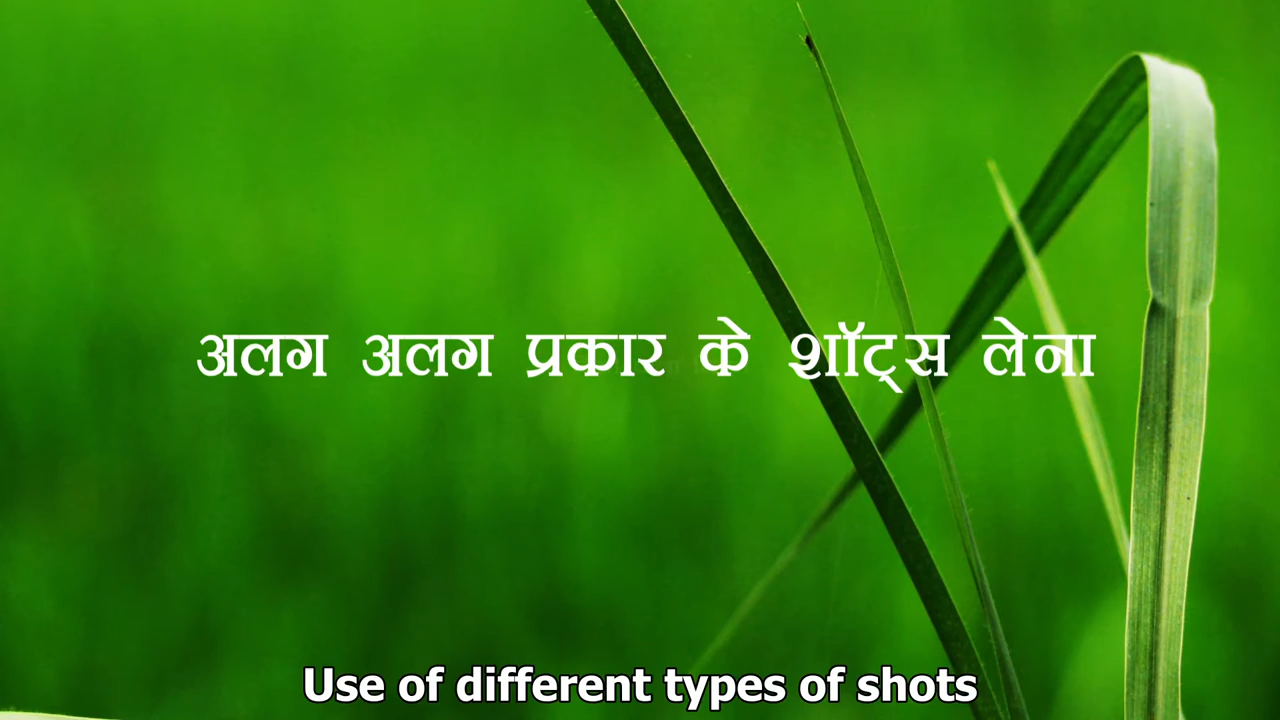 अलग अलग प्रकार के शॉट्स लेना
Use of different types of shots